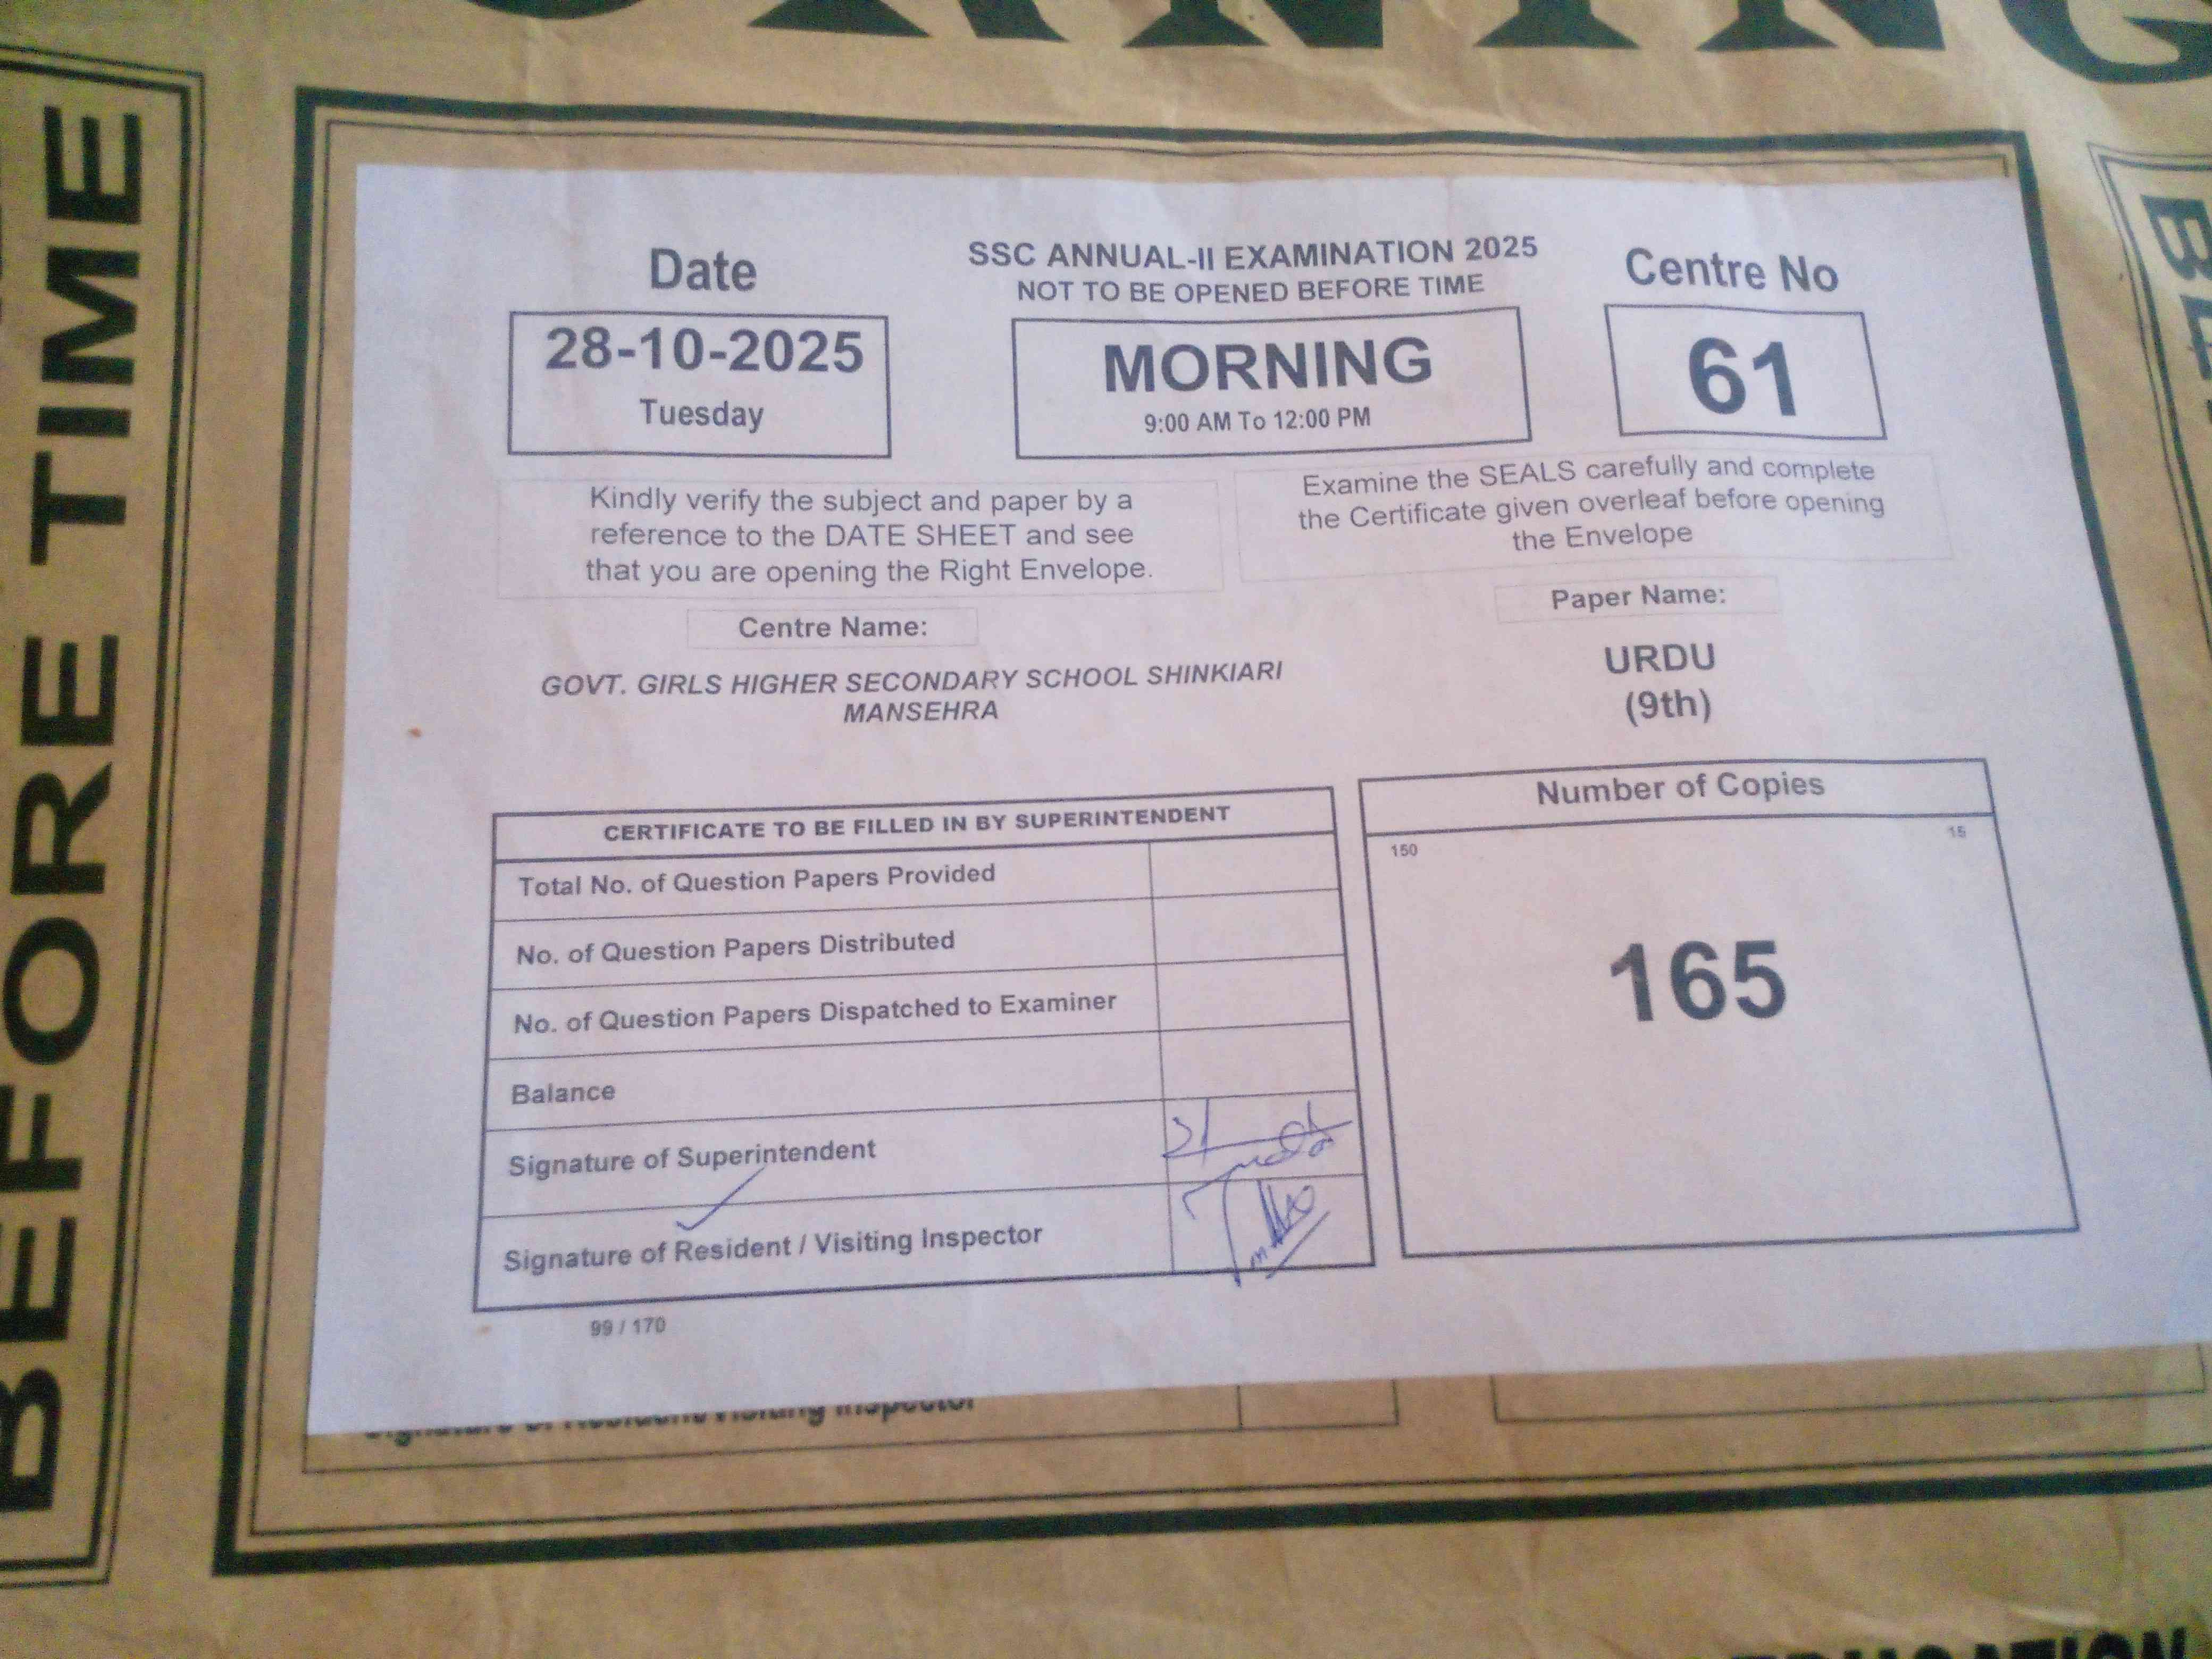 BEFORE TIME
Date
SSC ANNUAL-II EXAMINATION 2025
NOT TO BE OPENED BEFORE TIME
Centre No
28-10-2025
Tuesday
MORNING
9:00 AM To 12:00 PM
61
Kindly verify the subject and paper by a
reference to the DATE SHEET and see
that you are opening the Right Envelope.
Examine the SEALS carefully and complete
the Certificate given overleaf before opening
the Envelope
Centre Name:
GOVT. GIRLS HIGHER SECONDARY SCHOOL SHINKIARI
MANSEHRA
Paper Name:
URDU
(9th)
CERTIFICATE TO BE FILLED IN BY SUPERINTENDENT
Total No. of Question Papers Provided
No. of Question Papers Distributed
No. of Question Papers Dispatched to Examiner
Balance
Signature of Superintendent
Signature of Resident / Visiting Inspector
Number of Copies
150
15
165
99 / 170
Inspector